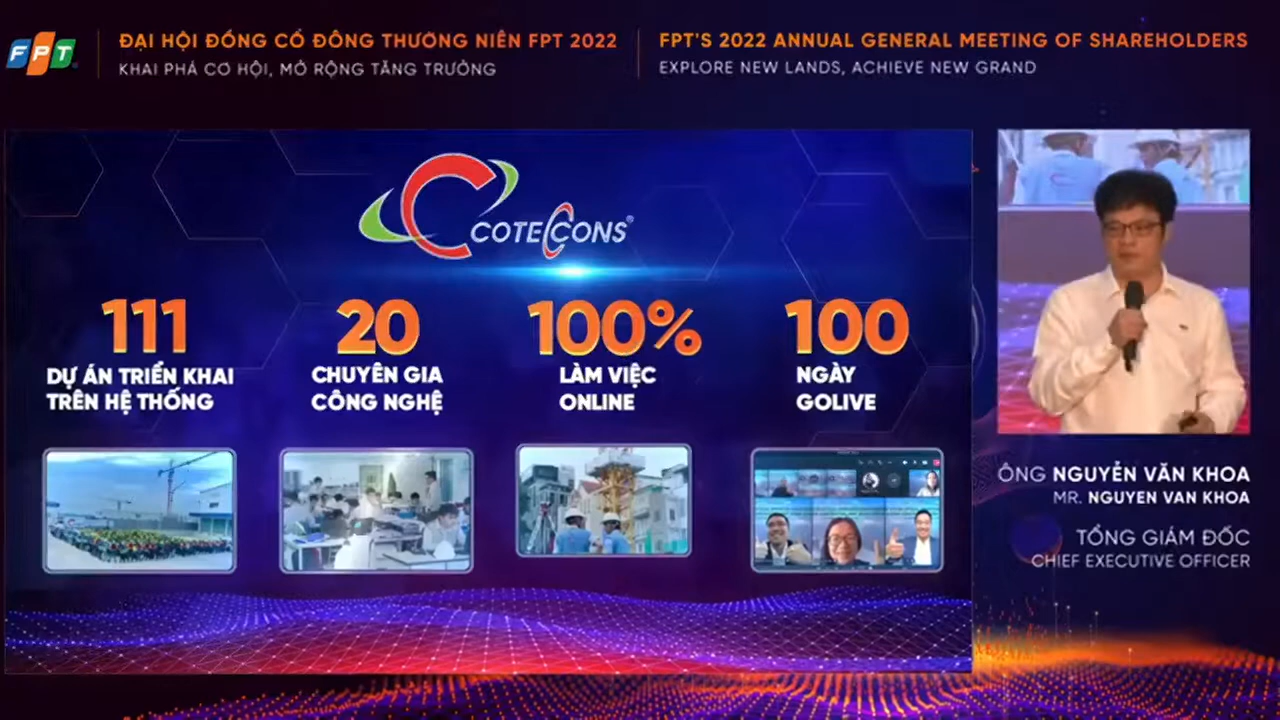 FPT
ĐẠI HỘI ĐỒNG CỔ ĐÔNG THƯỜNG NIÊN FPT 2022
KHAI PHÁ CƠ HỘI, MỞ RỘNG TĂNG TRƯỞNG
FPT'S 2022 ANNUAL GENERAL MEETING OF SHAREHOLDERS
EXPLORE NEW LANDS, ACHIEVE NEW GRAND
COTECCONS®
111
DỰ ÁN TRIỂN KHAI
TRÊN HỆ THỐNG
20
CHUYÊN GIA
CÔNG NGHỆ
100%
LÀM VIỆC
ONLINE
100
NGÀY
GOLIVE
ÔNG NGUYỄN VĂN KHOA
MR. NGUYEN VAN KHOA
TỔNG GIÁM ĐỐC
CHIEF EXECUTIVE OFFICER